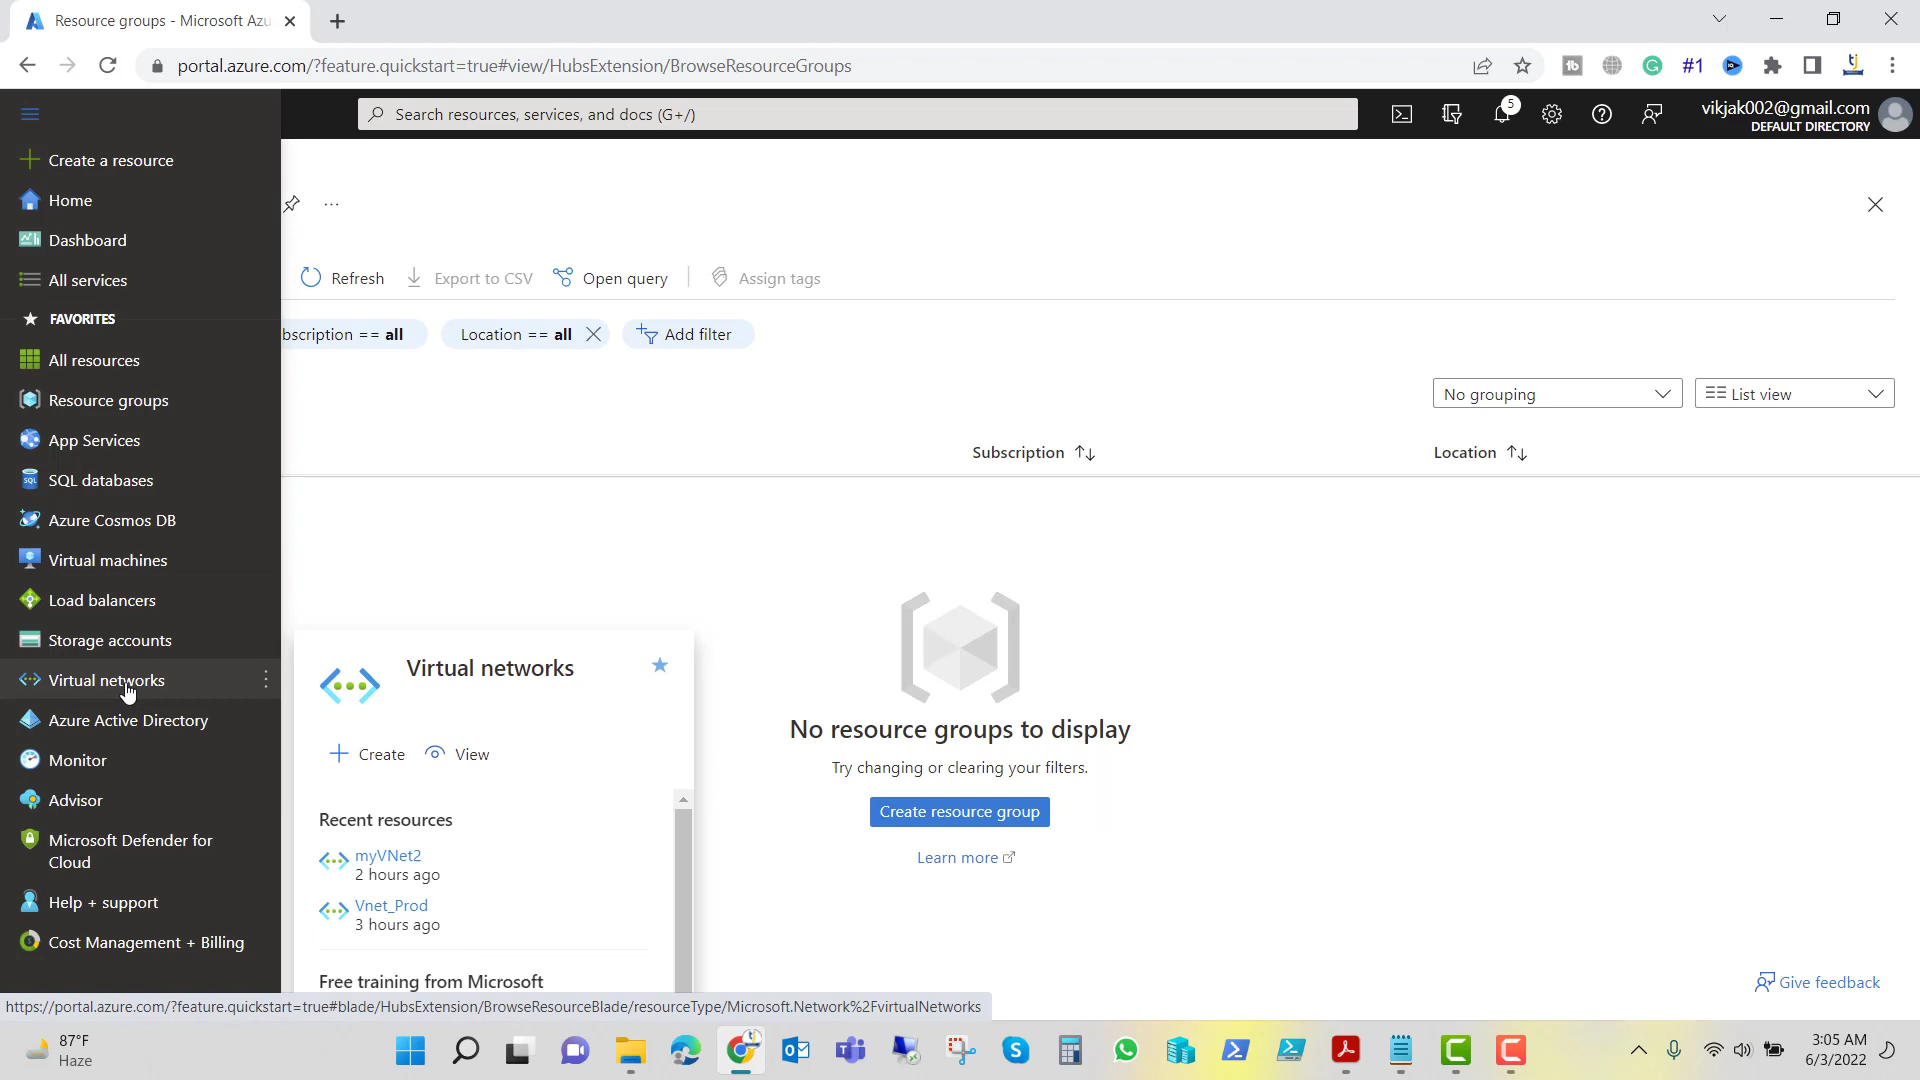 Resource groups - Microsoft Azu
portal.azure.com/?feature.quickstart=true#view/HubsExtension/BrowseResourceGroups
#1
Search resources, services, and docs (G+/)
5
vikjak002@gmail.com
DEFAULT DIRECTORY
Create a resource
Home
Dashboard
All services
FAVORITES
All resources
Resource groups
App Services
SQL databases
Azure Cosmos DB
Virtual machines
Load balancers
Storage accounts
Virtual networks
Azure Active Directory
Monitor
Advisor
Microsoft Defender for
Cloud
Help + support
Cost Management + Billing
Refresh
Export to CSV
Open query
Assign tags
bscription == all
Location == all
Add filter
No grouping
List view
Subscription
Location
Virtual networks
Create
View
Recent resources
myVNet2
2 hours ago
Vnet_Prod
3 hours ago
Free training from Microsoft
No resource groups to display
Try changing or clearing your filters.
Create resource group
Learn more
Give feedback
https://portal.azure.com/?feature.quickstart=true#blade/HubsExtension/BrowseResourceBlade/resourceType/Microsoft.Network%2FvirtualNetworks
87°F
Haze
3:05 AM
6/3/2022